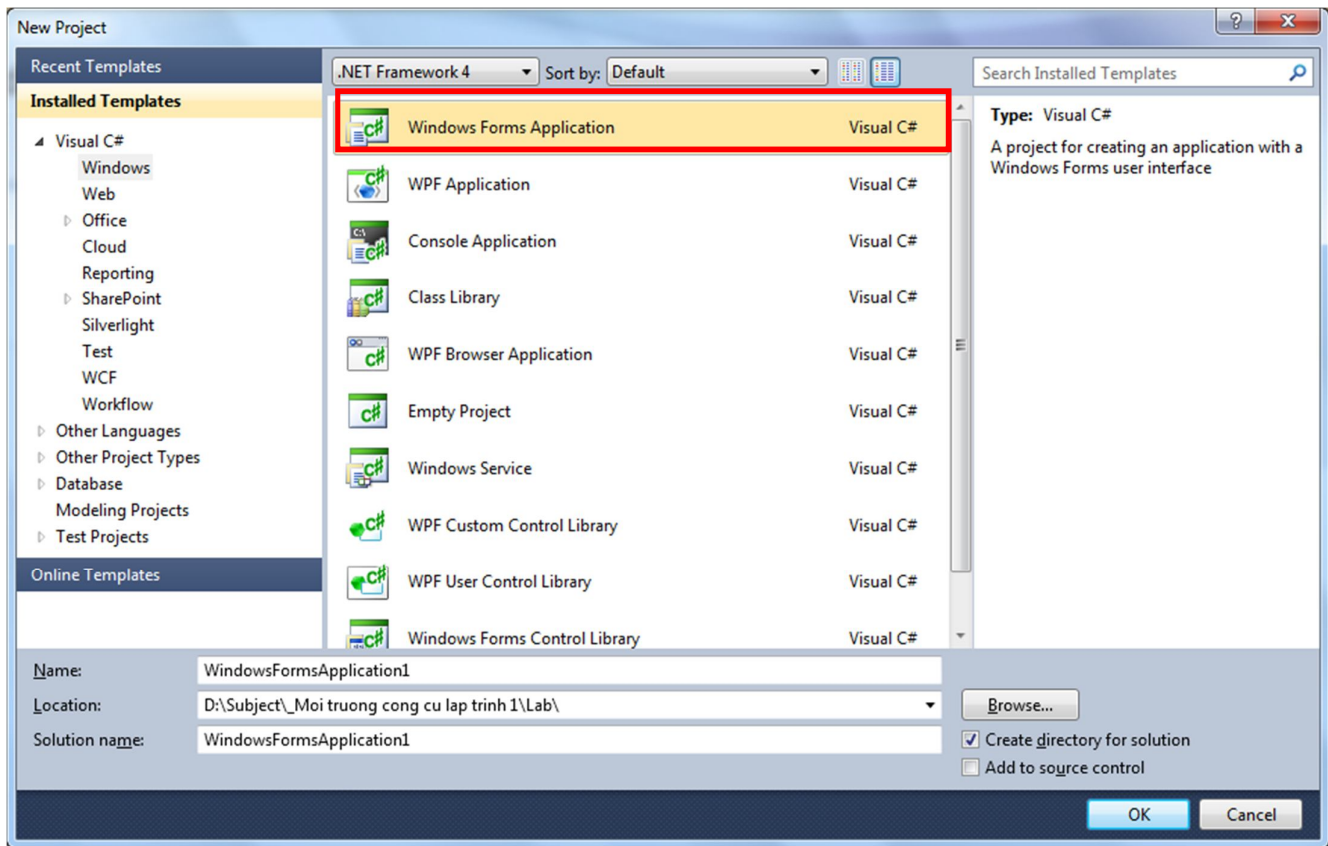 New Project
Recent Templates
Installed Templates
Visual C#
Windows
Web
Office
Cloud
Reporting
SharePoint
Silverlight
Test
WCF
Workflow
Other Languages
Other Project Types
Database
Modeling Projects
Test Projects
Online Templates
.NET Framework 4 Sort by: Default
Windows Forms Application Visual C#
WPF Application Visual C#
Console Application Visual C#
Class Library Visual C#
WPF Browser Application Visual C#
Empty Project Visual C#
Windows Service Visual C#
WPF Custom Control Library Visual C#
WPF User Control Library Visual C#
Windows Forms Control Library Visual C#
Search Installed Templates
Type: Visual C#
A project for creating an application with a
Windows Forms user interface
Name: WindowsFormsApplication1
Location: D:\Subject\_Moi truong cong cu lap trinh 1\Lab\ Browse...
Solution name: WindowsFormsApplication1 Create directory for solution
Add to source control
OK Cancel